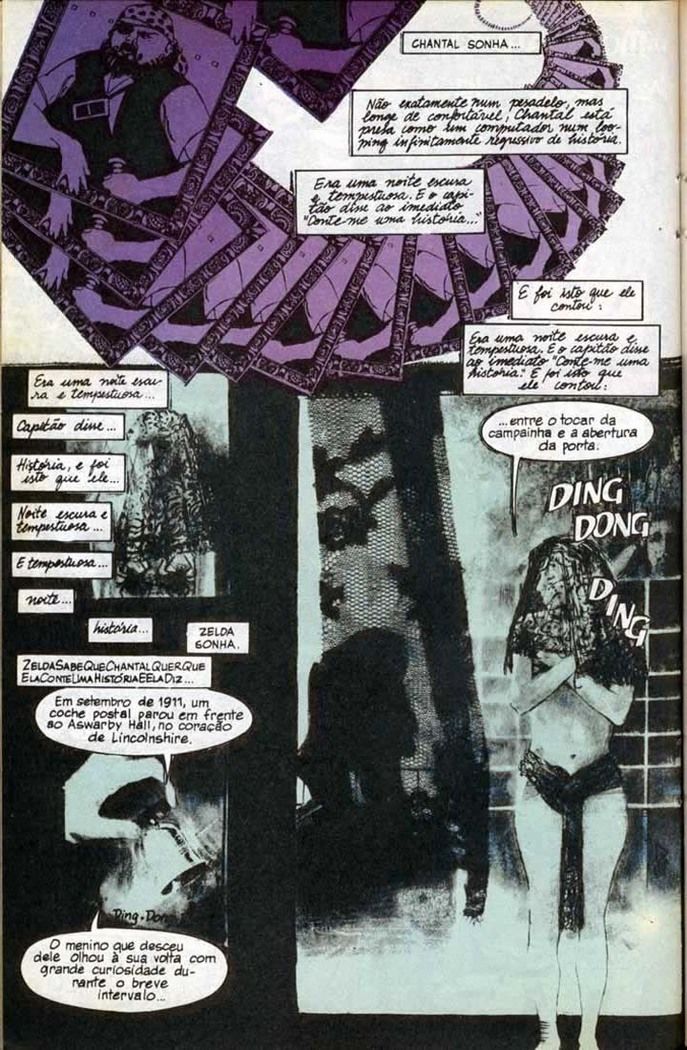 CHANTAL SONHA...
Não exatamente num pesadelo, mas
longe de confortável, Chantal está
presa como um computador num loo-
ping infinitamente regressivo de história.
Era uma noite escura
e tempestuosa. E o capi-
tão disse ao imediato
"Conte-me uma história..."
E foi isto que ele
contou:
Era uma noite escura e
tempestuosa. E o capitão disse
ao imediato "Conte-me uma
história." E foi isto que
ele contou:
Era uma noite escu-
ra e tempestuosa...
Capitão disse...
História, e foi
isto que ele...
Noite escura e
tempestuosa...
E tempestuosa...
noite...
história...
ZELDA
SONHA.
ZELDASABEQUECHANTALQUERQUE
ELACONTEUMAHISTÓRIAEELADIZ...
Em setembro de 1911, um
coche postal parou em frente
ao Aswarby Hall, no coração
de Lincolnshire.
Ding. Dong
O menino que desceu
dele olhou à sua volta com
grande curiosidade du-
rante o breve
intervalo...
...entre o tocar da
campainha e a abertura
da porta.
DING
DONG
DING